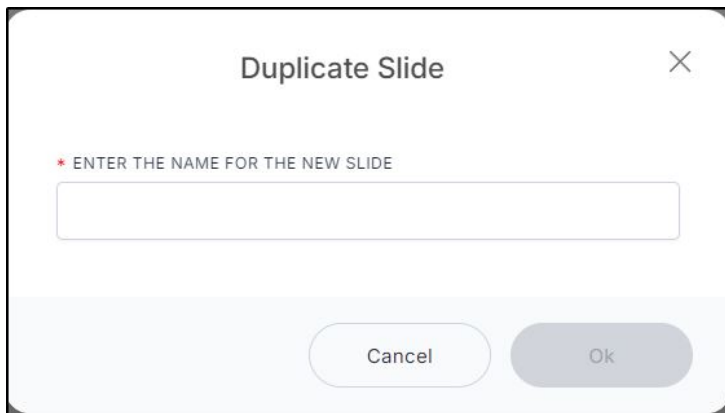 Duplicate Slide
* ENTER THE NAME FOR THE NEW SLIDE
Cancel
Ok